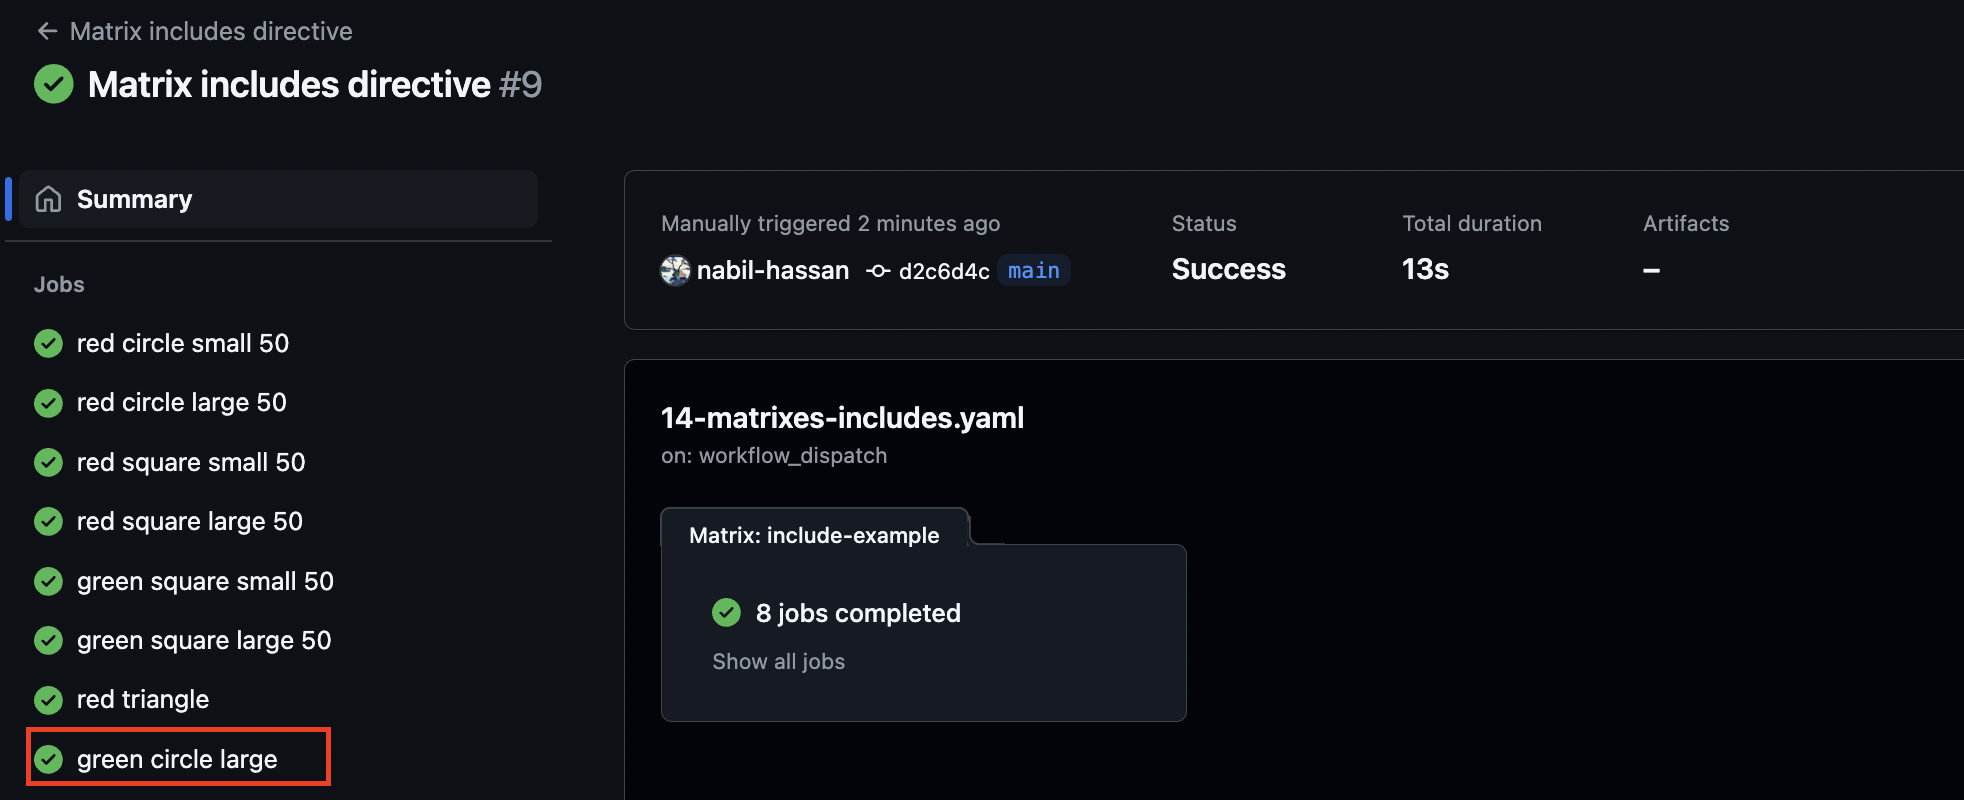 ← Matrix includes directive
Matrix includes directive #9
Summary
Jobs
red circle small 50
red circle large 50
red square small 50
red square large 50
green square small 50
green square large 50
red triangle
green circle large
Manually triggered 2 minutes ago
nabil-hassan d2c6d4c main
Status
Success
Total duration
13s
Artifacts
–
14-matrixes-includes.yaml
on: workflow_dispatch
Matrix: include-example
8 jobs completed
Show all jobs